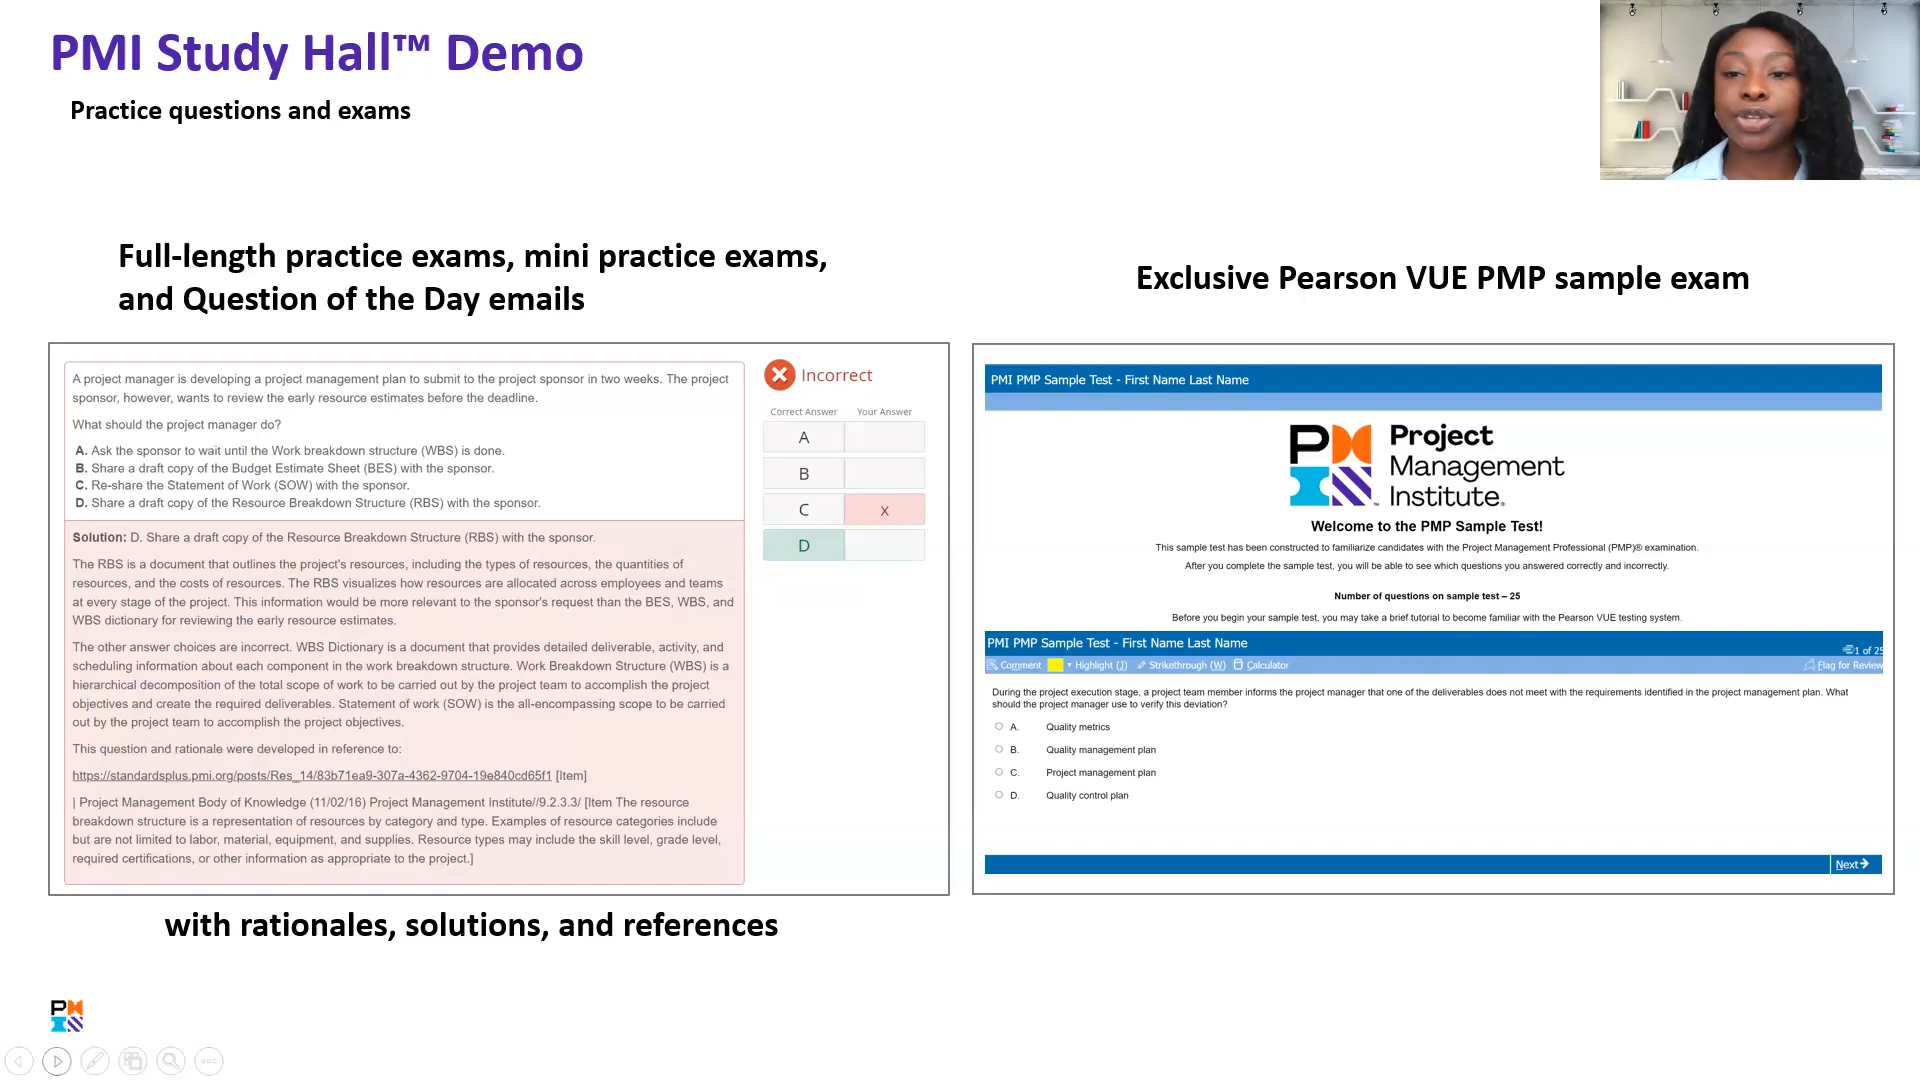 PMI Study Hall™ Demo
Practice questions and exams
Full-length practice exams, mini practice exams,
and Question of the Day emails
A project manager is developing a project management plan to submit to the project sponsor in two weeks. The project
sponsor, however, wants to review the early resource estimates before the deadline.
What should the project manager do?
A. Ask the sponsor to wait until the Work breakdown structure (WBS) is done.
B. Share a draft copy of the Budget Estimate Sheet (BES) with the sponsor.
C. Re-share the Statement of Work (SOW) with the sponsor.
D. Share a draft copy of the Resource Breakdown Structure (RBS) with the sponsor.
Solution: D. Share a draft copy of the Resource Breakdown Structure (RBS) with the sponsor.
The RBS is a document that outlines the project's resources, including the types of resources, the quantities of
resources, and the costs of resources. The RBS visualizes how resources are allocated across employees and teams
at every stage of the project. This information would be more relevant to the sponsor's request than the BES, WBS, and
WBS dictionary for reviewing the early resource estimates.
The other answer choices are incorrect. WBS Dictionary is a document that provides detailed deliverable, activity, and
scheduling information about each component in the work breakdown structure. Work Breakdown Structure (WBS) is a
hierarchical decomposition of the total scope of work to be carried out by the project team to accomplish the project
objectives and create the required deliverables. Statement of work (SOW) is the all-encompassing scope to be carried
out by the project team to accomplish the project objectives.
This question and rationale were developed in reference to:
https://standardsplus.pmi.org/posts/Res_14/83b71ea9-307a-4362-9704-19e840cd65f1 [Item]
| Project Management Body of Knowledge (11/02/16) Project Management Institute//9.2.3.3/ [Item The resource
breakdown structure is a representation of resources by category and type. Examples of resource categories include
but are not limited to labor, material, equipment, and supplies. Resource types may include the skill level, grade level,
required certifications, or other information as appropriate to the project.]
Incorrect
Correct Answer Your Answer
A
B
C x
D
with rationales, solutions, and references
Exclusive Pearson VUE PMP sample exam
PMI PMP Sample Test - First Name Last Name
Project
Management
Institute.
Welcome to the PMP Sample Test!
This sample test has been constructed to familiarize candidates with the Project Management Professional (PMP)® examination.
After you complete the sample test, you will be able to see which questions you answered correctly and incorrectly.
Number of questions on sample test – 25
Before you begin your sample test, you may take a brief tutorial to become familiar with the Pearson VUE testing system.
PMI PMP Sample Test - First Name Last Name
1 of 25
Comment Highlight (J) Strikethrough (W) Calculator Flag for Review
During the project execution stage, a project team member informs the project manager that one of the deliverables does not meet with the requirements identified in the project management plan. What
should the project manager use to verify this deviation?
A. Quality metrics
B. Quality management plan
C. Project management plan
D. Quality control plan
Next